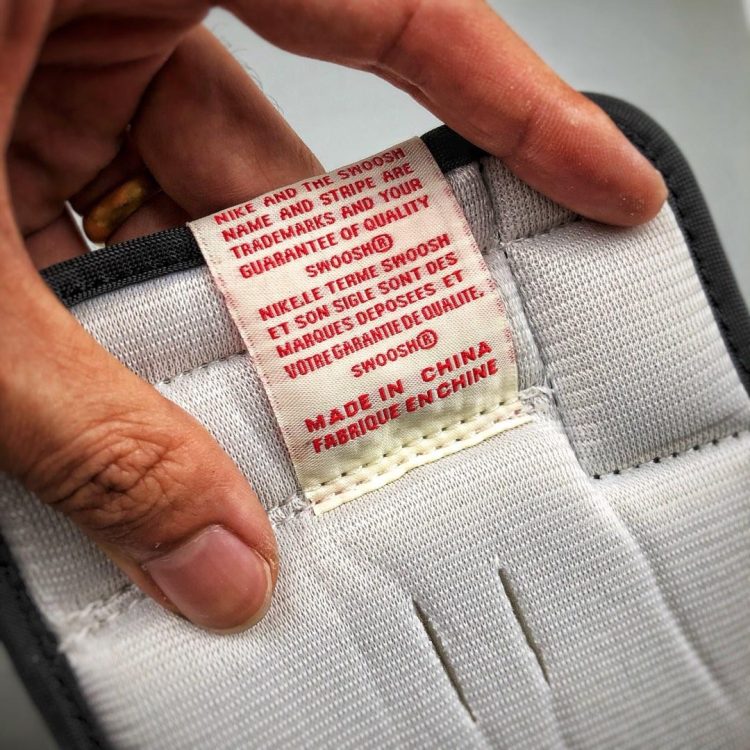 NIKE AND THE SWOOSH
NAME AND STRIPE ARE
TRADEMARKS AND YOUR
GUARANTEE OF QUALITY
SWOOSH®
NIKE.LE TERME SWOOSH
ET SON SIGLE SONT DES
MARQUES DEPOSEES ET
VOTRE GARANTIE DE QUALITE.
SWOOSH®
MADE IN CHINA
FABRIQUE EN CHINE